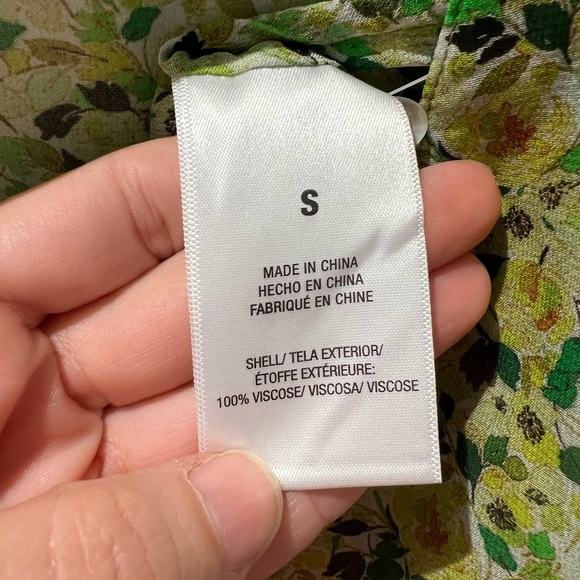 S
MADE IN CHINA
HECHO EN CHINA
FABRIQUÉ EN CHINE
SHELL/ TELA EXTERIOR/
ÉTOFFE EXTÉRIEURE:
100% VISCOSE/ VISCOSA/ VISCOSE